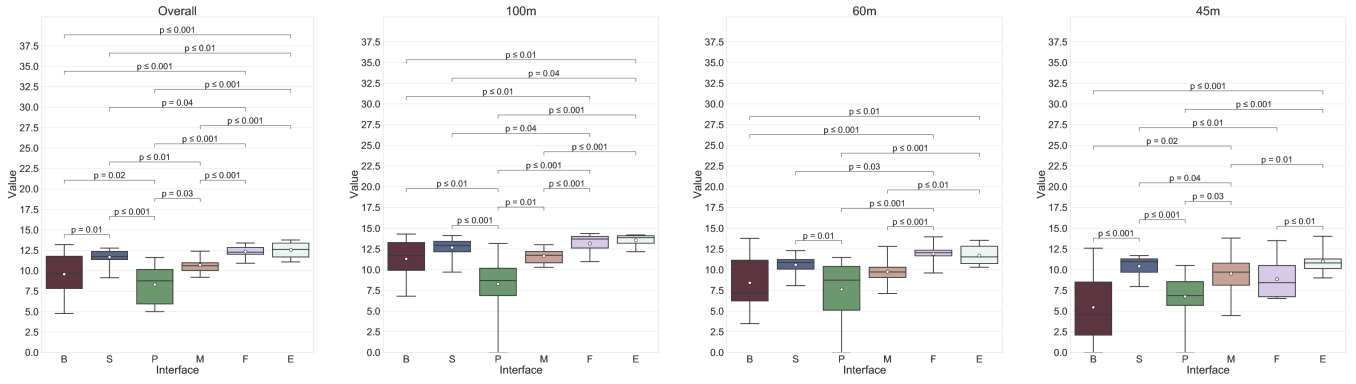 Overall
p ≤ 0.001
p ≤ 0.01
p ≤ 0.001
p ≤ 0.001
p = 0.04
p ≤ 0.001
p ≤ 0.001
p ≤ 0.01
p = 0.02
p ≤ 0.001
p = 0.03
p ≤ 0.001
p = 0.01
37.5
35.0
32.5
30.0
27.5
25.0
22.5
20.0
17.5
15.0
12.5
10.0
7.5
5.0
2.5
0.0
Value
B S P M F E
Interface
100m
p ≤ 0.01
p = 0.04
p ≤ 0.01
p ≤ 0.001
p = 0.04
p ≤ 0.001
p ≤ 0.001
p ≤ 0.01
p ≤ 0.001
p = 0.01
p ≤ 0.001
37.5
35.0
32.5
30.0
27.5
25.0
22.5
20.0
17.5
15.0
12.5
10.0
7.5
5.0
2.5
0.0
Value
B S P M F E
Interface
60m
p ≤ 0.01
p ≤ 0.001
p ≤ 0.001
p = 0.03
p ≤ 0.01
p ≤ 0.001
p ≤ 0.001
p = 0.01
37.5
35.0
32.5
30.0
27.5
25.0
22.5
20.0
17.5
15.0
12.5
10.0
7.5
5.0
2.5
0.0
Value
B S P M F E
Interface
45m
p ≤ 0.001
p ≤ 0.001
p ≤ 0.01
p = 0.02
p = 0.01
p = 0.04
p = 0.03
p ≤ 0.001
p ≤ 0.01
p ≤ 0.001
37.5
35.0
32.5
30.0
27.5
25.0
22.5
20.0
17.5
15.0
12.5
10.0
7.5
5.0
2.5
0.0
Value
B S P M F E
Interface